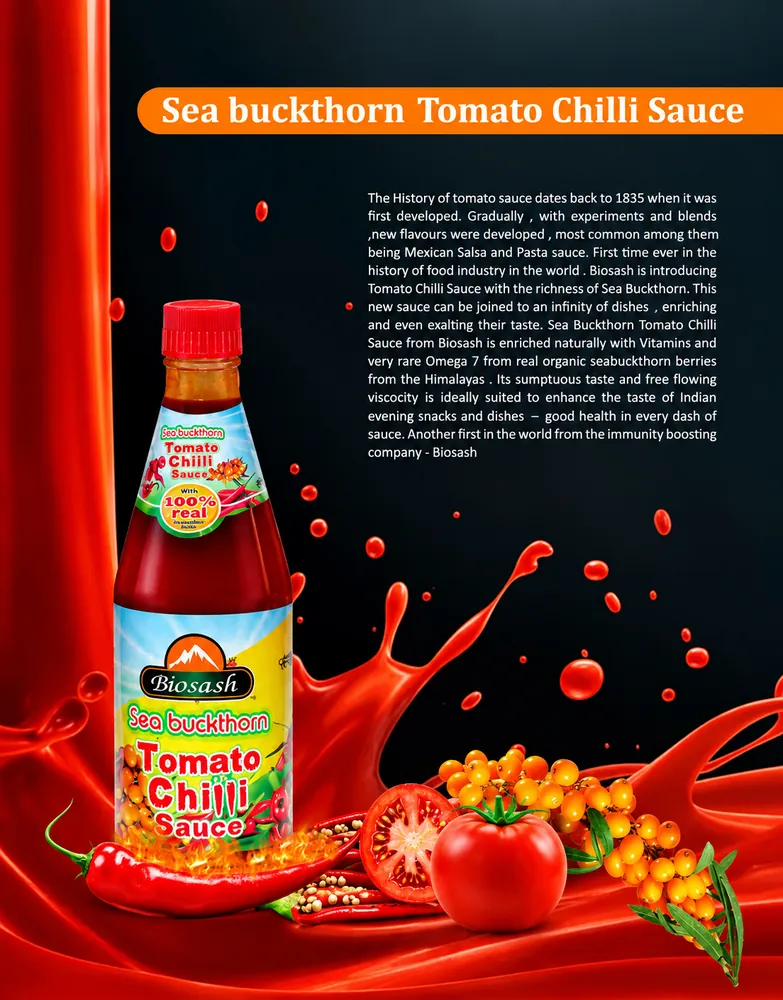 Sea buckthorn Tomato Chilli Sauce
The History of tomato sauce dates back to 1835 when it was
first developed. Gradually , with experiments and blends
,new flavours were developed , most common among them
being Mexican Salsa and Pasta sauce. First time ever in the
history of food industry in the world . Biosash is introducing
Tomato Chilli Sauce with the richness of Sea Buckthorn. This
new sauce can be joined to an infinity of dishes , enriching
and even exalting their taste. Sea Buckthorn Tomato Chilli
Sauce from Biosash is enriched naturally with Vitamins and
very rare Omega 7 from real organic seabuckthorn berries
from the Himalayas . Its sumptuous taste and free flowing
viscocity is ideally suited to enhance the taste of Indian
evening snacks and dishes – good health in every dash of
sauce. Another first in the world from the immunity boosting
company - Biosash
Sea buckthorn
Tomato
Chiili
Sauce
With
100%
real
Biosash
Sea buckthorn
Tomato
Chilli
Sauce